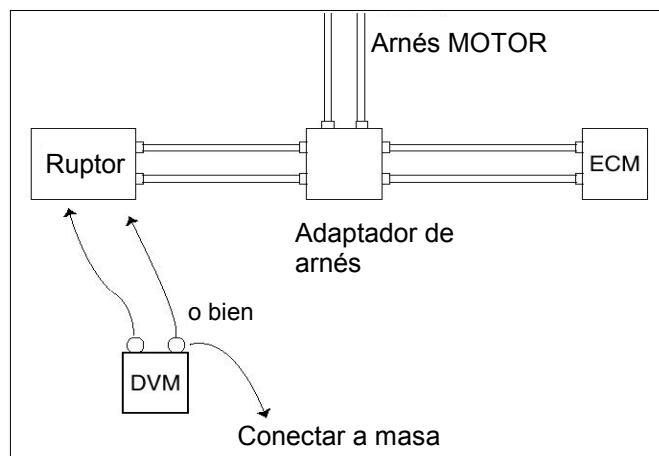 Arnés MOTOR
Ruptor
ECM
Adaptador de
arnés
o bien
DVM
Conectar a masa